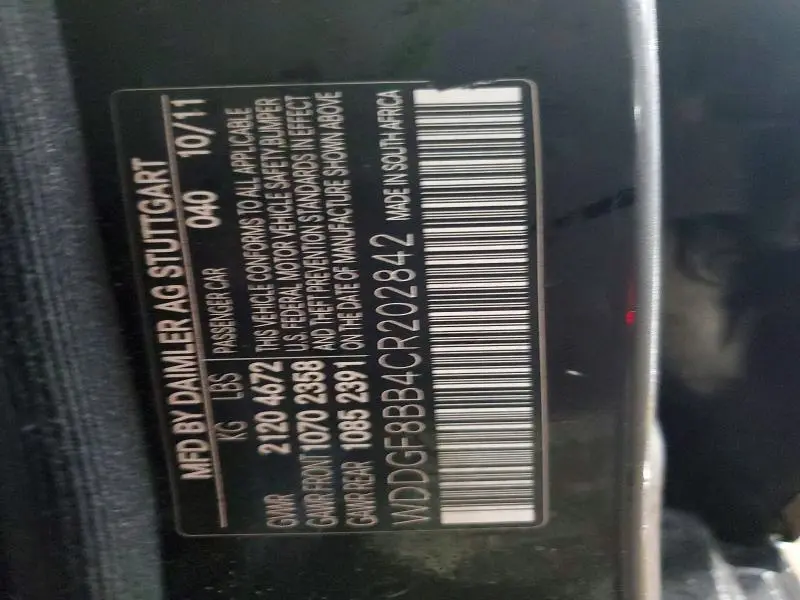 MFD BY DAIMLER AG STUTTGART
KG LBS PASSENGER CAR 040 10/11
GVWR 2120 4672
GAWR FRONT 1070 2358
GAWR REAR 1085 2391
THIS VEHICLE CONFORMS TO ALL APPLICABLE
U.S. FEDERAL MOTOR VEHICLE SAFETY, BUMPER
AND THEFT PREVENTION STANDARDS IN EFFECT
ON THE DATE OF MANUFACTURE SHOWN ABOVE
WDDGF8BB4CR202842 MADE IN SOUTH AFRICA